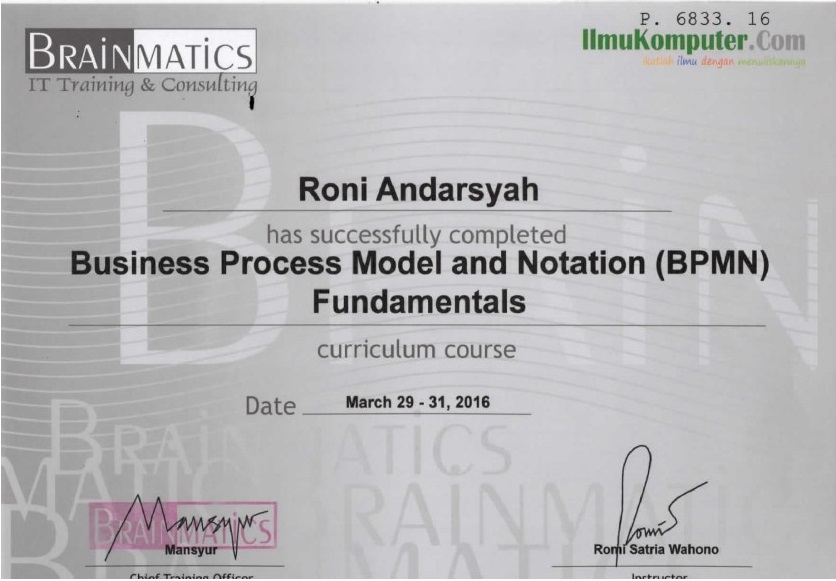 P. 6833. 16
BRAINMATICS
IT Training & Consulting
IlmuKomputer.Com
ikatlah ilmu dengan menuliskannya
Roni Andarsyah
has successfully completed
Business Process Model and Notation (BPMN)
Fundamentals
curriculum course
Date March 29 - 31, 2016
BRAINMATICS
Mansyur
Chief Training Officer
Romi Satria Wahono
Instructor